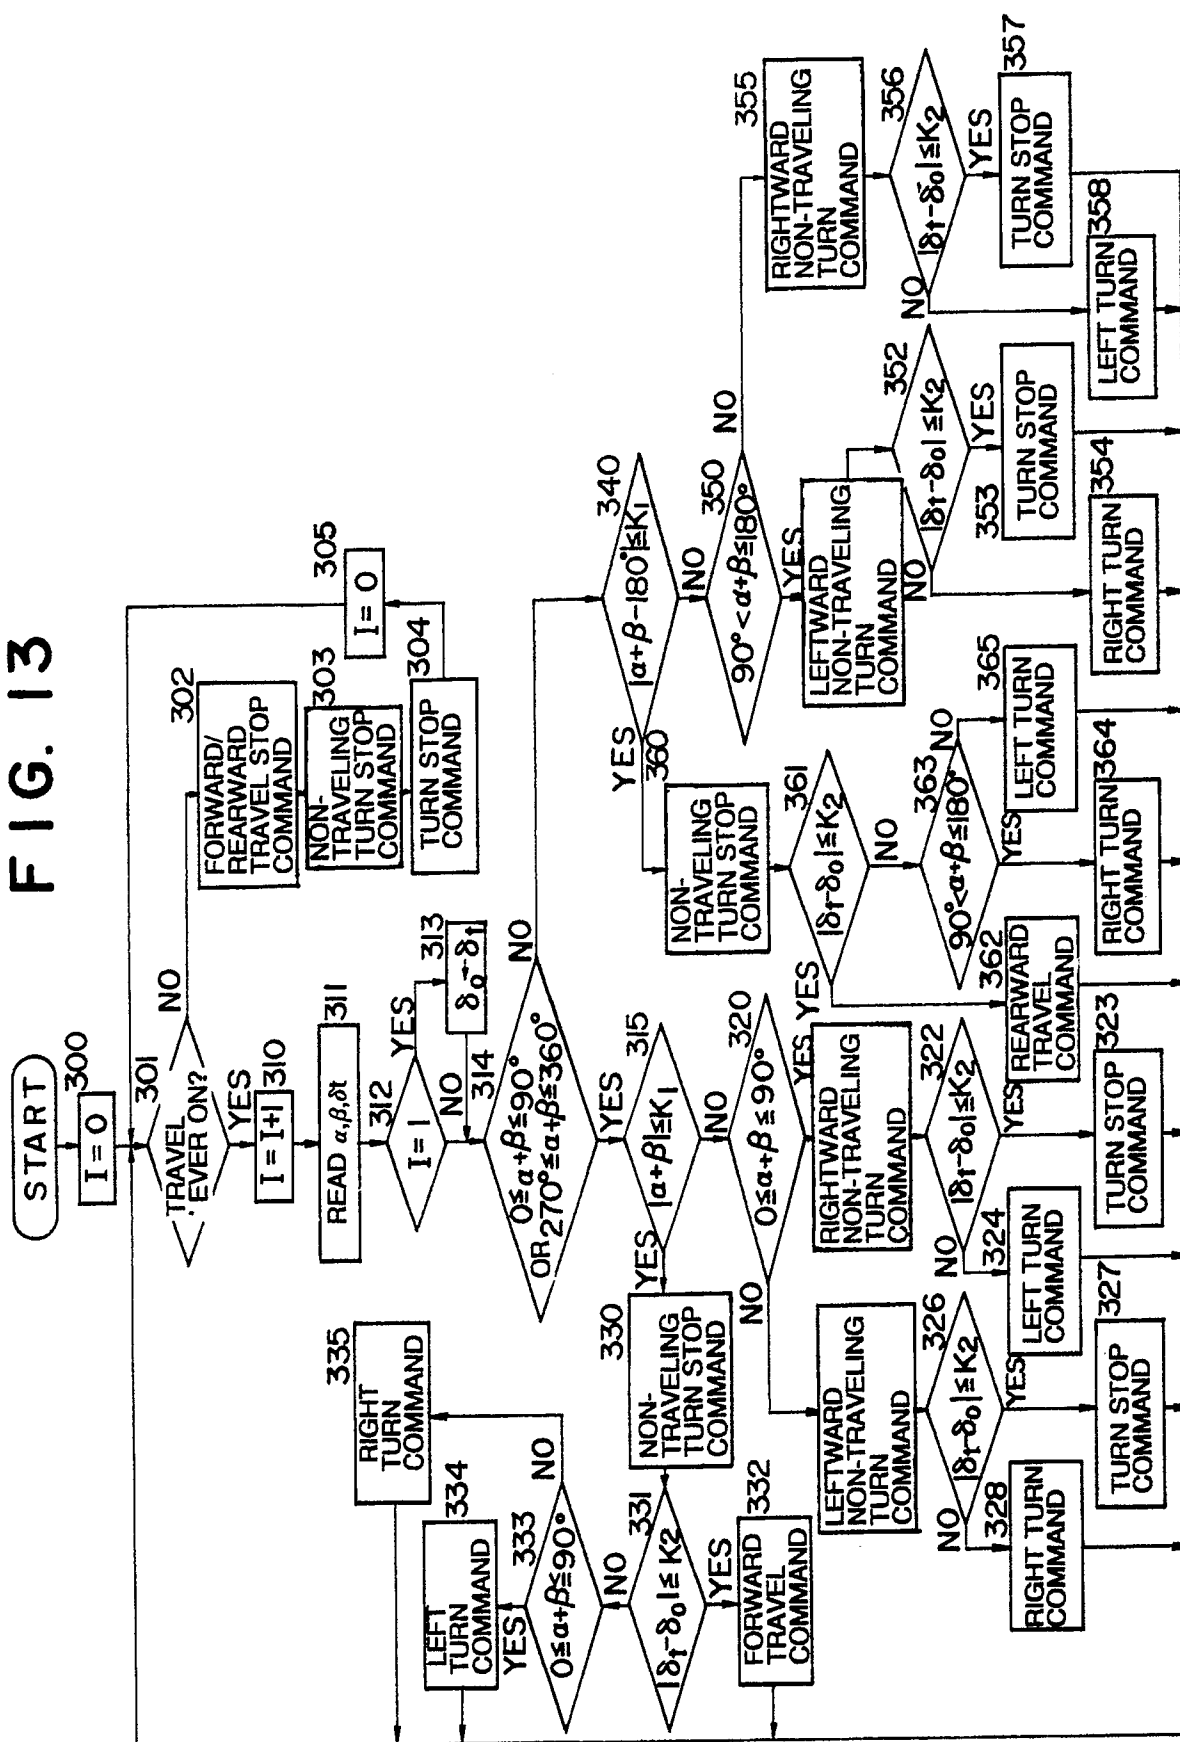 FIG. 13
START
300
I = 0
301
TRAVEL
EVER ON?
NO
YES
302
FORWARD/
REARWARD
TRAVEL STOP
COMMAND
303
NON-
TRAVELING
TURN STOP
COMMAND
304
TURN STOP
COMMAND
305
I = 0
310
I = I+1
311
READ α,β,δt
312
I = 1
YES
NO
313
δ0←δt
314
0≦α+β≦90°
OR 270°≦α+β≦360°
NO
YES
315
|α+β|≦K1
YES
NO
320
0≦α+β≦90°
NO
YES
RIGHTWARD
NON-TRAVELING
TURN
COMMAND
322
|δt-δ0|≦K2
NO
YES
323
TURN STOP
COMMAND
324
LEFT TURN
COMMAND
LEFTWARD
NON-TRAVELING
TURN
COMMAND
326
|δt-δ0|≦K2
NO
YES
327
TURN STOP
COMMAND
328
RIGHT TURN
COMMAND
330
NON-
TRAVELING
TURN STOP
COMMAND
331
|δt-δ0|≦K2
NO
YES
332
FORWARD
TRAVEL
COMMAND
333
0≦α+β≦90°
YES
NO
334
LEFT
TURN
COMMAND
335
RIGHT
TURN
COMMAND
340
|α+β-180°|≦K1
YES
NO
350
90°<α+β≦180°
NO
YES
LEFTWARD
NON-TRAVELING
TURN
COMMAND
352
|δt-δ0|≦K2
NO
YES
353
TURN STOP
COMMAND
354
RIGHT TURN
COMMAND
355
RIGHTWARD
NON-TRAVELING
TURN
COMMAND
356
|δt-δ0|≦K2
NO
YES
357
TURN STOP
COMMAND
358
LEFT TURN
COMMAND
360
NON-
TRAVELING
TURN STOP
COMMAND
361
|δt-δ0|≦K2
YES
NO
362
REARWARD
TRAVEL
COMMAND
363
90°<α+β≦180°
NO
YES
364
RIGHT TURN
COMMAND
365
LEFT TURN
COMMAND